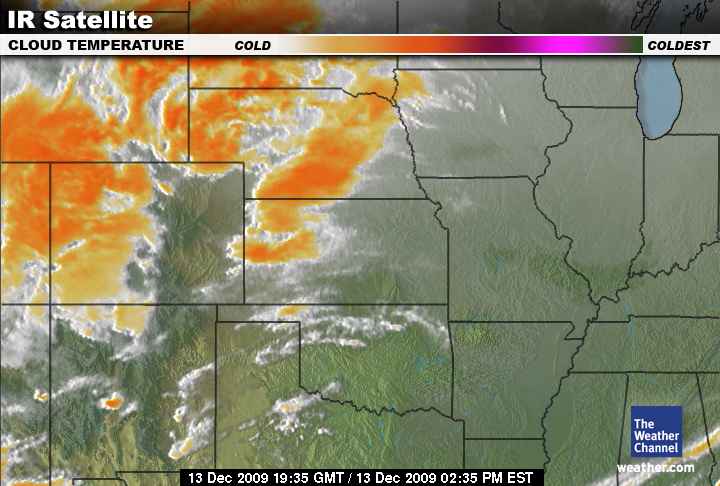 IR Satellite
CLOUD TEMPERATURE COLD COLDEST
The
Weather
Channel
weather.com
13 Dec 2009 19:35 GMT / 13 Dec 2009 02:35 PM EST